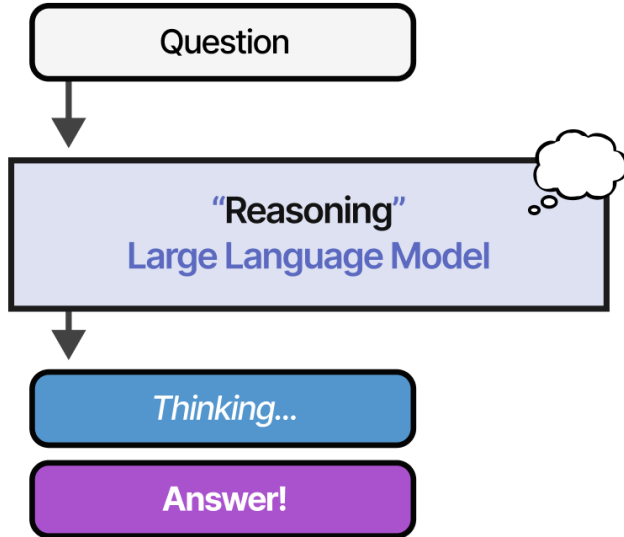 Question
“Reasoning”
Large Language Model
Thinking...
Answer!